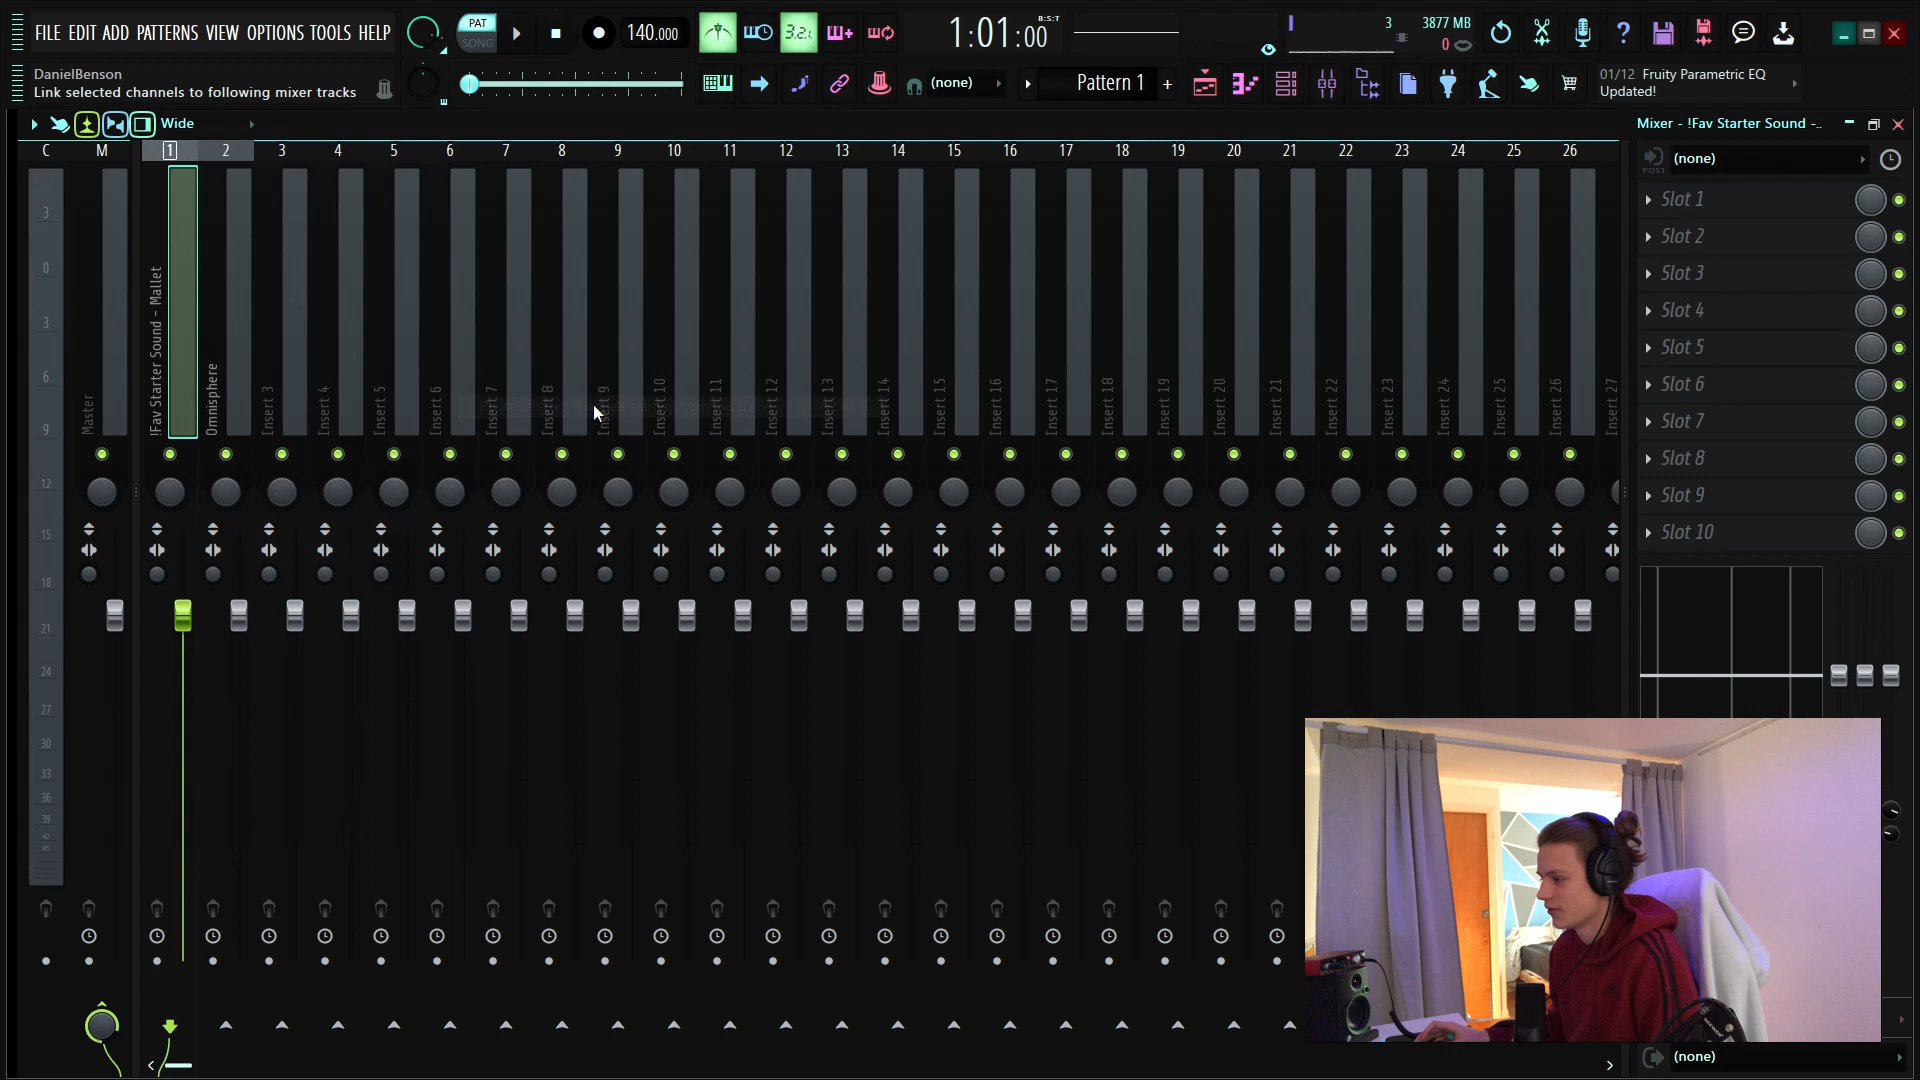 FILE EDIT ADD PATTERNS VIEW OPTIONS TOOLS HELP
PAT
SONG
140.000
3.2.
1:01:00
B:S:T
3
3877 MB
0
DanielBenson
Link selected channels to following mixer tracks
(none)
Pattern 1
+
01/12 Fruity Parametric EQ
Updated!
Wide
Mixer - !Fav Starter Sound -..
C M 1 2 3 4 5 6 7 8 9 10 11 12 13 14 15 16 17 18 19 20 21 22 23 24 25 26
POST
(none)
Slot 1
Slot 2
Slot 3
Slot 4
Slot 5
Slot 6
Slot 7
Slot 8
Slot 9
Slot 10
3
0
3
6
9
12
15
18
21
24
27
30
33
36
39
Master
!Fav Starter Sound - Mallet
Omnisphere
Insert 3
Insert 4
Insert 5
Insert 6
Insert 7
Insert 8
Insert 9
Insert 10
Insert 11
Insert 12
Insert 13
Insert 14
Insert 15
Insert 16
Insert 17
Insert 18
Insert 19
Insert 20
Insert 21
Insert 22
Insert 23
Insert 24
Insert 25
Insert 26
Insert 27
(none)